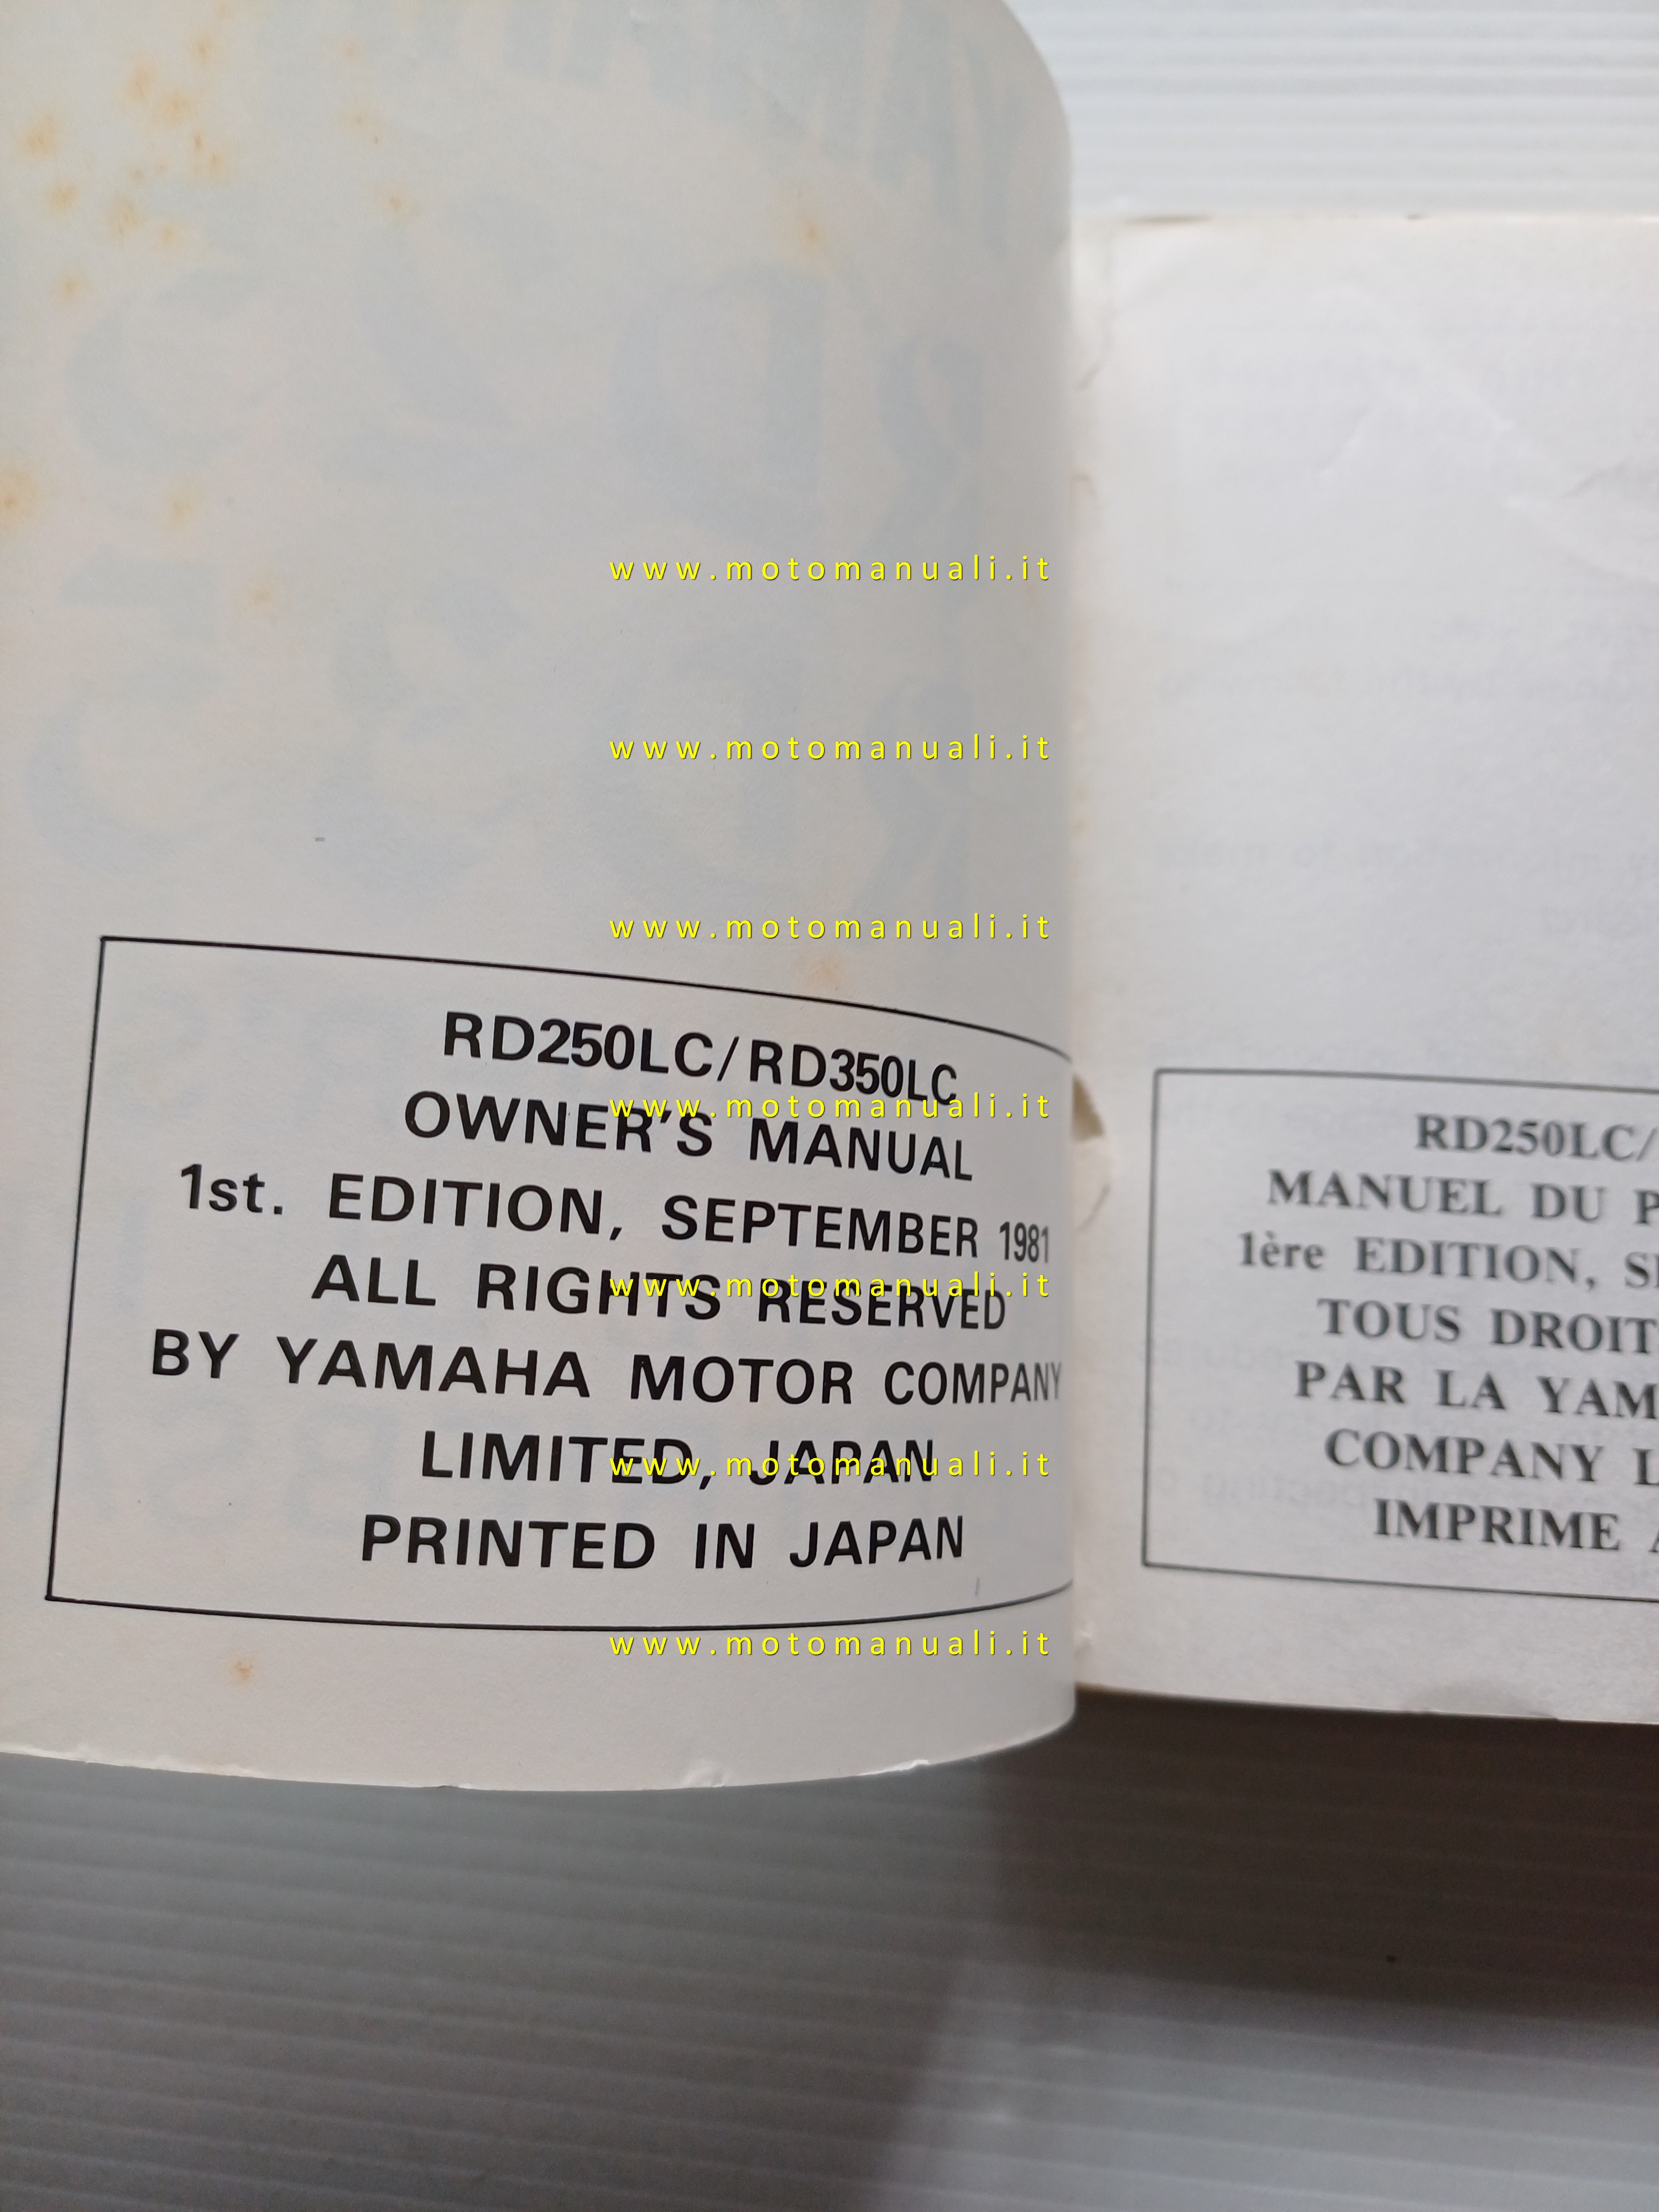 RD250LC/RD350LC
OWNER'S MANUAL
1st. EDITION, SEPTEMBER 1981
ALL RIGHTS RESERVED
BY YAMAHA MOTOR COMPANY
LIMITED, JAPAN
PRINTED IN JAPAN
RD250LC/
MANUEL DU P
1ère EDITION, SE
TOUS DROIT
PAR LA YAM
COMPANY L
IMPRIME A
www.motomanuali.it
www.motomanuali.it
www.motomanuali.it
www.motomanuali.it
www.motomanuali.it
www.motomanuali.it
www.motomanuali.it